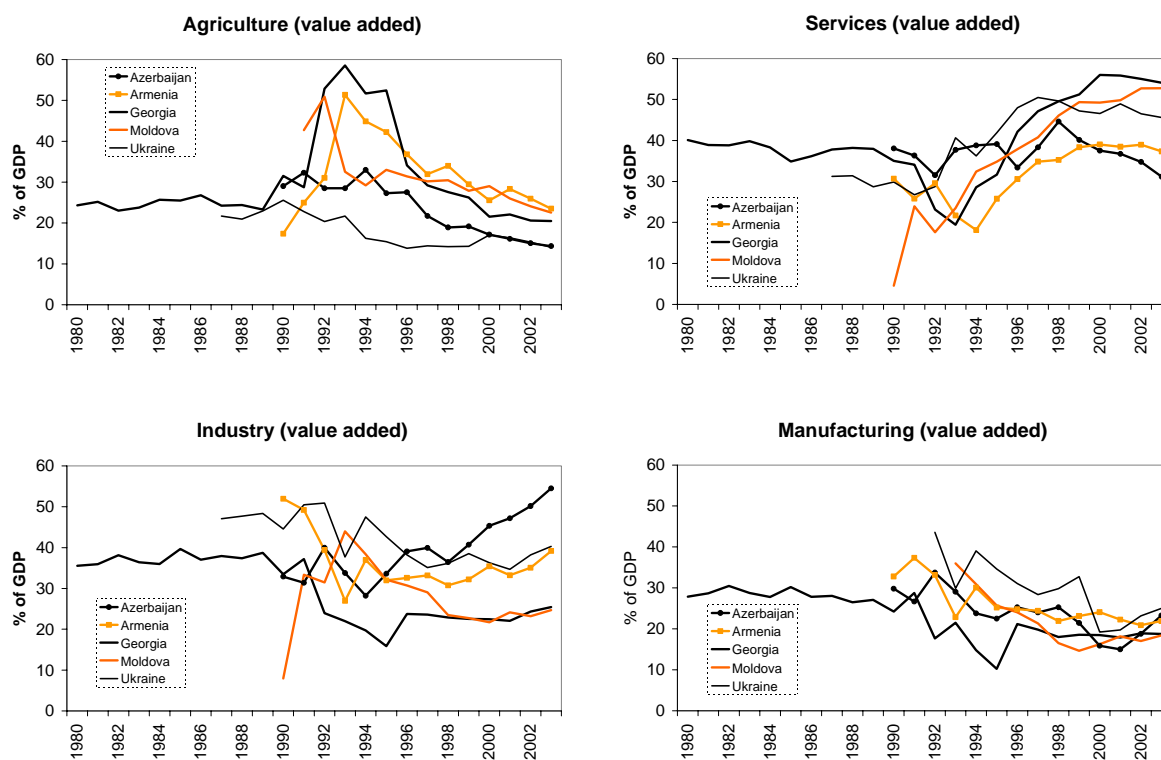 Agriculture (value added)
% of GDP
60
50
40
30
20
10
0
Azerbaijan
Armenia
Georgia
Moldova
Ukraine
1980
1982
1984
1986
1988
1990
1992
1994
1996
1998
2000
2002
Services (value added)
% of GDP
60
50
40
30
20
10
0
Azerbaijan
Armenia
Georgia
Moldova
Ukraine
1980
1982
1984
1986
1988
1990
1992
1994
1996
1998
2000
2002
Industry (value added)
% of GDP
60
50
40
30
20
10
0
Azerbaijan
Armenia
Georgia
Moldova
Ukraine
1980
1982
1984
1986
1988
1990
1992
1994
1996
1998
2000
2002
Manufacturing (value added)
% of GDP
60
50
40
30
20
10
0
Azerbaijan
Armenia
Georgia
Moldova
Ukraine
1980
1982
1984
1986
1988
1990
1992
1994
1996
1998
2000
2002